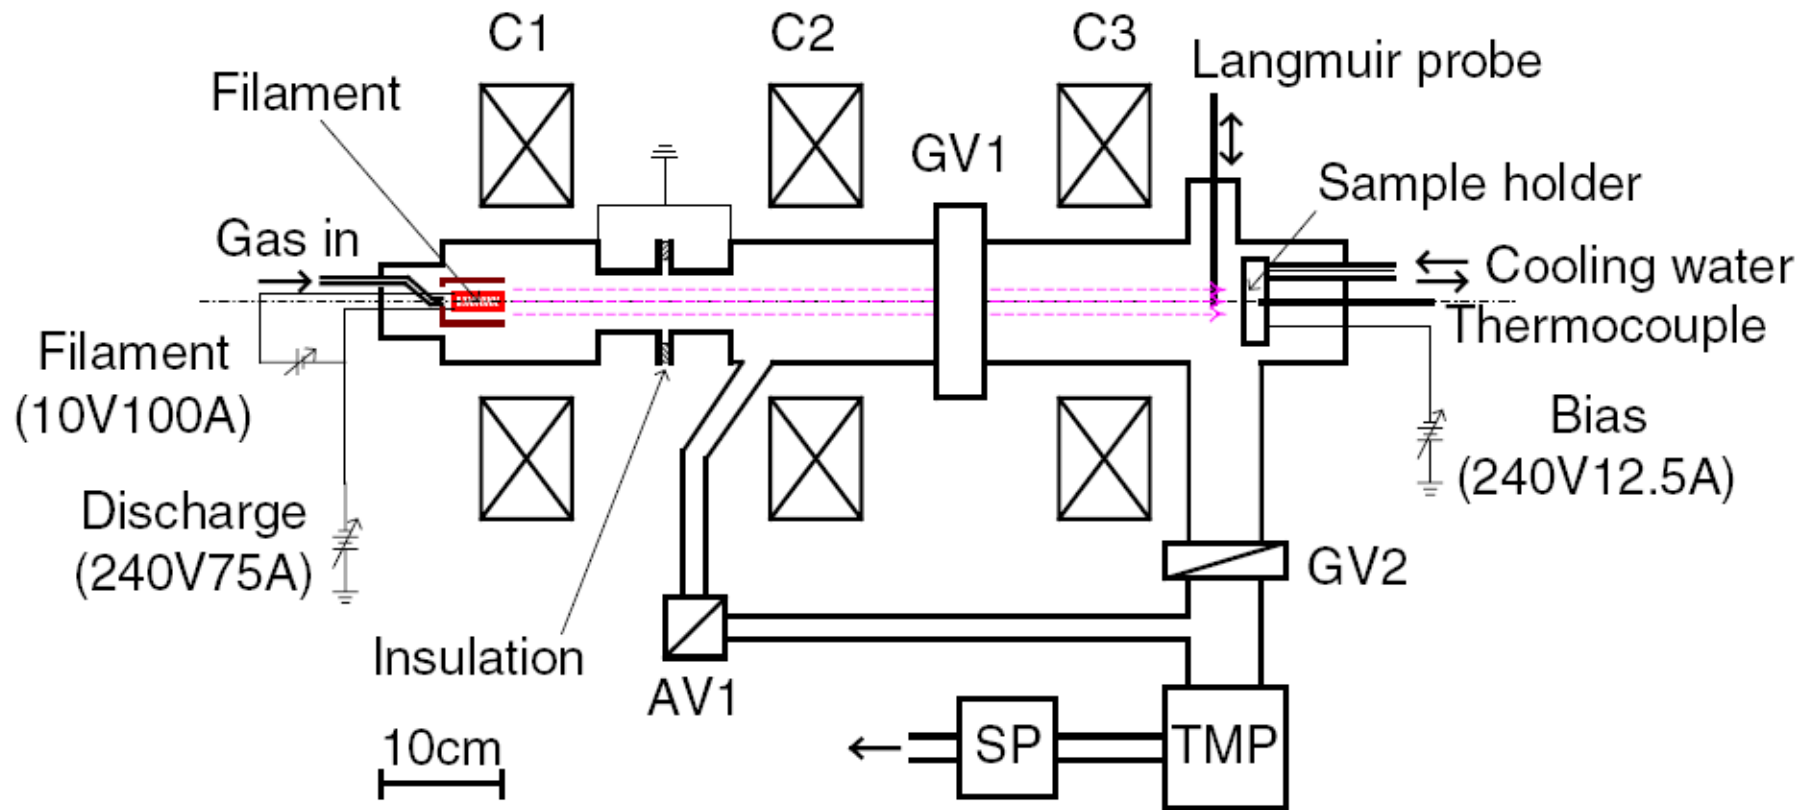 C1
C2
C3
Langmuir probe
Filament
GV1
Sample holder
Gas in
Cooling water
Thermocouple
Filament
(10V100A)
Bias
(240V12.5A)
Discharge
(240V75A)
GV2
Insulation
AV1
10cm
SP
TMP